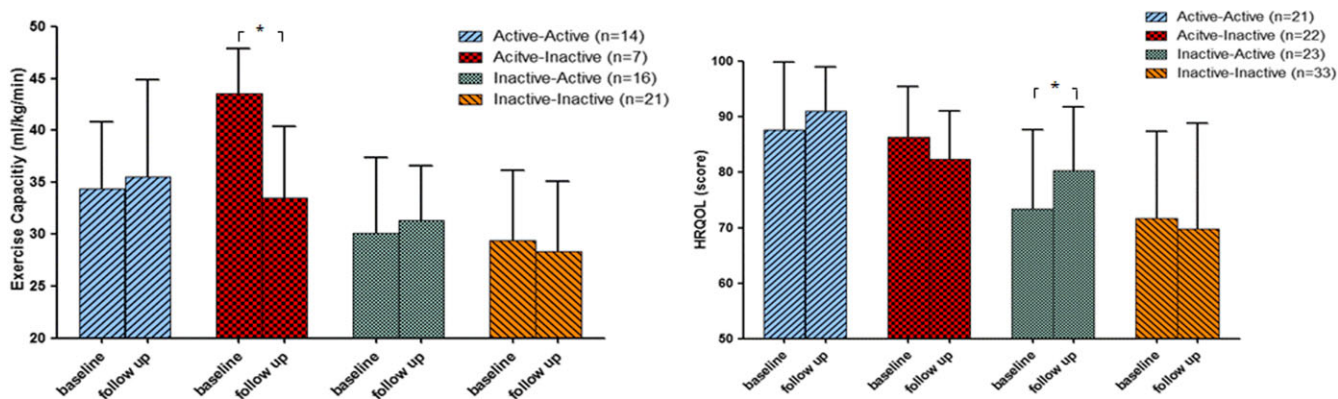 Exercise Capacitiy (ml/kg/min)
50
45
40
35
30
25
20
*
Active-Active (n=14)
Acitve-Inactive (n=7)
Inactive-Active (n=16)
Inactive-Inactive (n=21)
baseline
follow up
baseline
follow up
baseline
follow up
baseline
follow up
HRQOL (score)
100
90
80
70
60
50
Active-Active (n=21)
Acitve-Inactive (n=22)
Inactive-Active (n=23)
Inactive-Inactive (n=33)
*
baseline
follow up
baseline
follow up
baseline
follow up
baseline
follow up